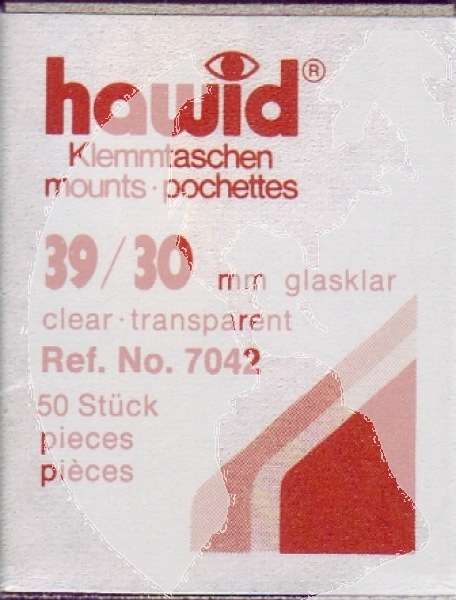 hawid®
Klemmtaschen
mounts · pochettes
39/30 mm glasklar
clear · transparent
Ref. No. 7042
50 Stück
pieces
pièces